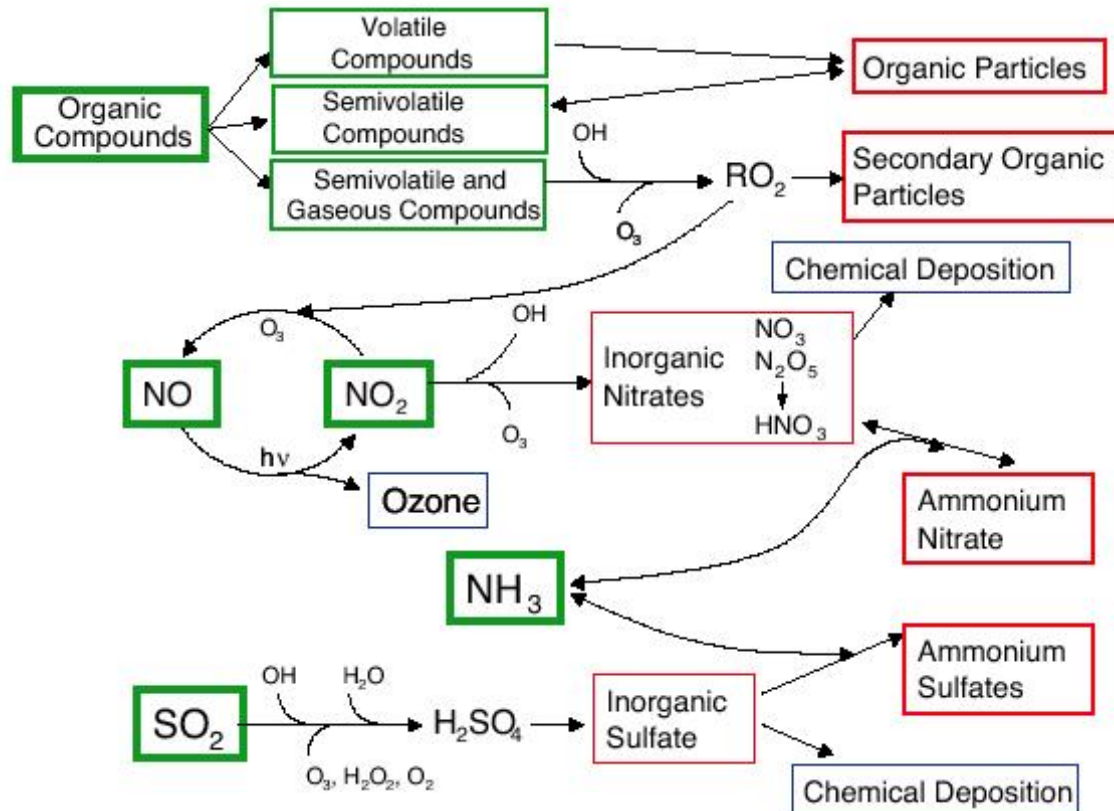 Volatile
Compounds
Organic
Compounds
Semivolatile
Compounds
Semivolatile and
Gaseous Compounds
OH
O₃
RO₂
Organic Particles
Secondary Organic
Particles
Chemical Deposition
O₃
NO
NO₂
hν
Ozone
OH
O₃
Inorganic
Nitrates
NO₃
N₂O₅
HNO₃
Ammonium
Nitrate
NH₃
Ammonium
Sulfates
SO₂
OH
H₂O
O₃, H₂O₂, O₂
H₂SO₄
Inorganic
Sulfate
Chemical Deposition